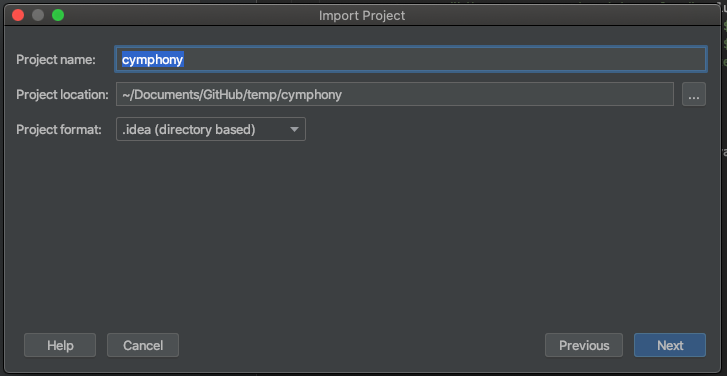 Import Project
Project name: cymphony
Project location: ~/Documents/GitHub/temp/cymphony ...
Project format: .idea (directory based)
Help Cancel Previous Next